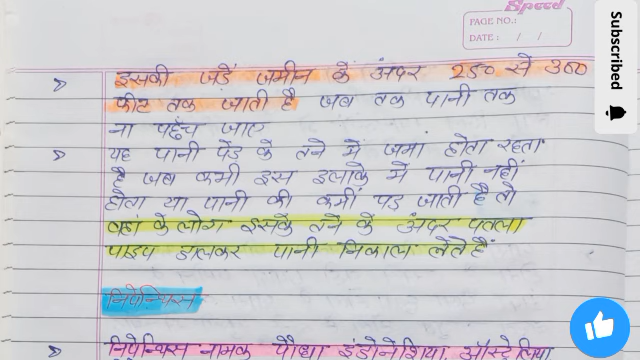 Speed
PAGE NO.:
DATE: / /
Subscribed
> इसकी जड़ें जमीन के अंदर 250 से 300
फीट तक जाती है जब तक पानी तक
ना पहुँच जाए
> यह पानी पेंड के तने में जमा होता रहता
है जब कभी इस इलाके में पानी नहीं
होता या पानी की कमी पड़ जाती है तो
वहां के लोग इसके तने के अंदर पतला
पाइप डालकर पानी निकाल लेते हैं
निपेन्थिस
> निपेन्थिस नामक पौधा इंडोनेशिया, ऑस्ट्रेलिया